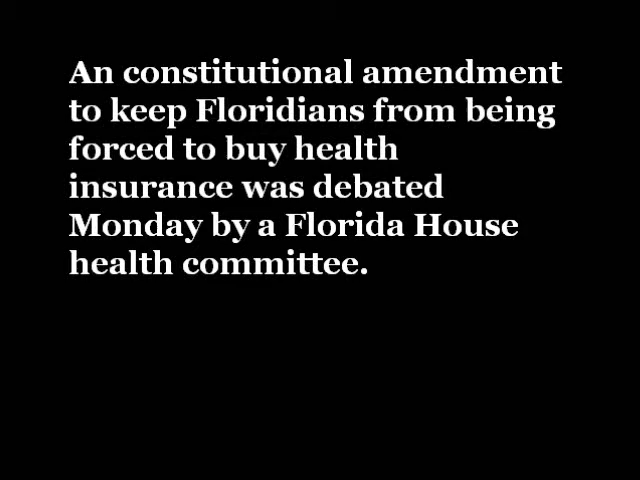 An constitutional amendment
to keep Floridians from being
forced to buy health
insurance was debated
Monday by a Florida House
health committee.